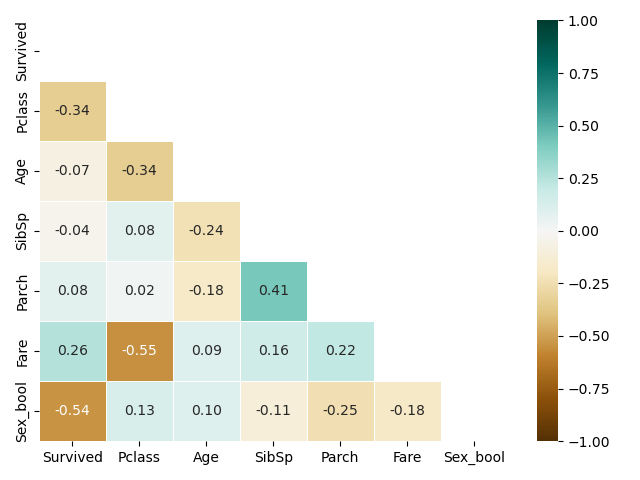 Survived
Pclass -0.34
Age -0.07 -0.34
SibSp -0.04 0.08 -0.24
Parch 0.08 0.02 -0.18 0.41
Fare 0.26 -0.55 0.09 0.16 0.22
Sex_bool -0.54 0.13 0.10 -0.11 -0.25 -0.18
Survived Pclass Age SibSp Parch Fare Sex_bool
1.00
0.75
0.50
0.25
0.00
−0.25
−0.50
−0.75
−1.00